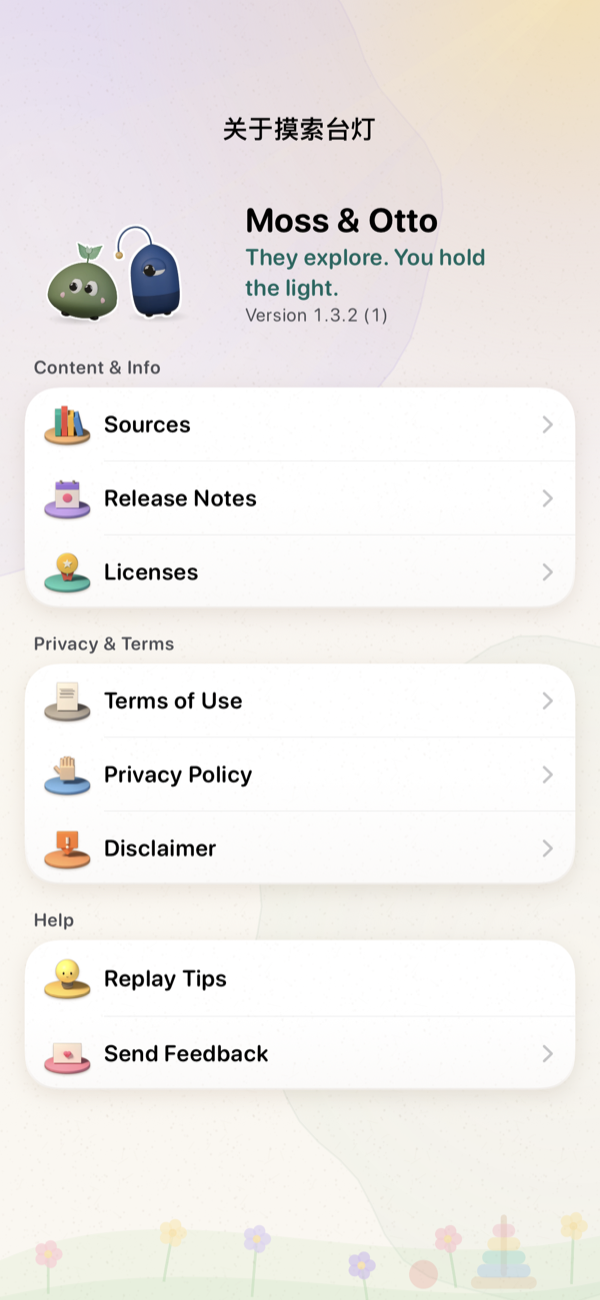 关于摸索台灯
Moss & Otto
They explore. You hold
the light.
Version 1.3.2 (1)
Content & Info
Sources
Release Notes
Licenses
Privacy & Terms
Terms of Use
Privacy Policy
Disclaimer
Help
Replay Tips
Send Feedback